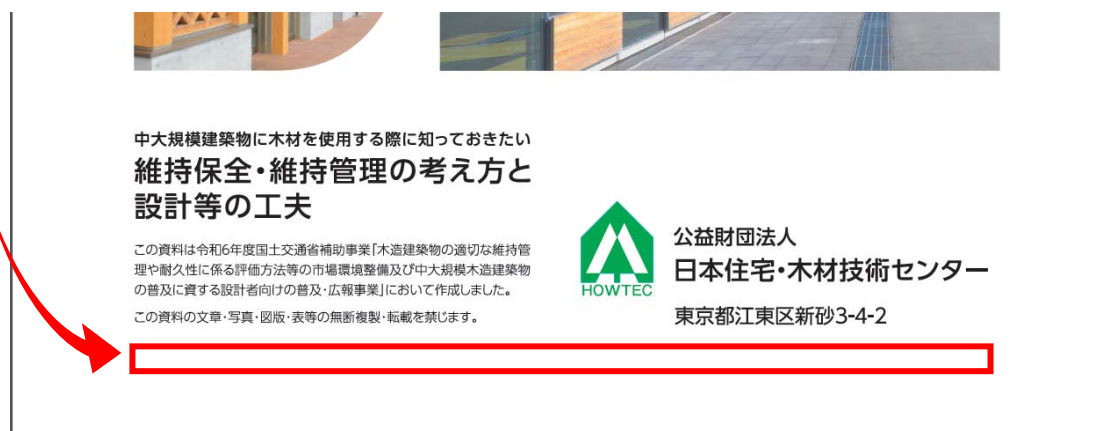 中大規模建築物に木材を使用する際に知っておきたい
維持保全・維持管理の考え方と
設計等の工夫
この資料は令和6年度国土交通省補助事業「木造建築物の適切な維持管
理や耐久性に係る評価方法等の市場環境整備及び中大規模木造建築物
の普及に資する設計者向けの普及・広報事業」において作成しました。
この資料の文章・写真・図版・表等の無断複製・転載を禁じます。
HOWTEC
公益財団法人
日本住宅・木材技術センター
東京都江東区新砂3-4-2